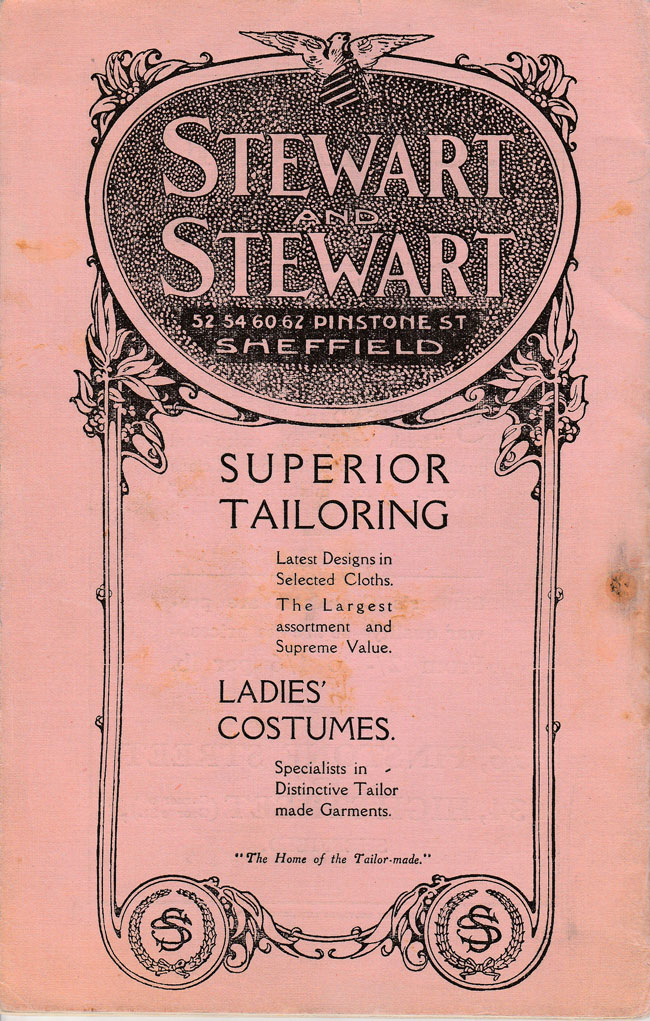 STEWART
AND
STEWART
52 54 60·62 PINSTONE ST
SHEFFIELD
SUPERIOR
TAILORING
Latest Designs in
Selected Cloths.
The Largest
assortment and
Supreme Value.
LADIES'
COSTUMES.
Specialists in
Distinctive Tailor
made Garments.
"The Home of the Tailor-made."
SS
SS